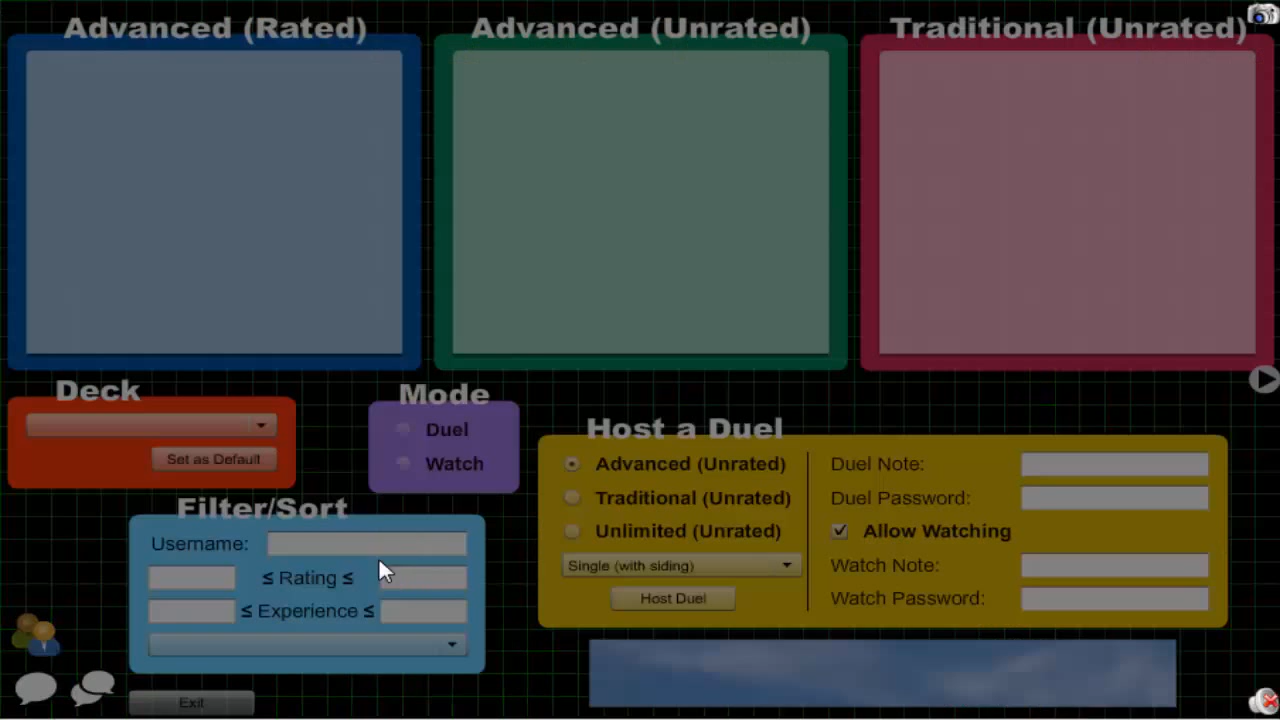 Advanced (Rated)
Advanced (Unrated)
Traditional (Unrated)
Deck
Set as Default
Mode
Duel
Watch
Filter/Sort
Username:
≤ Rating ≤
≤ Experience ≤
Exit
Host a Duel
Advanced (Unrated)
Traditional (Unrated)
Unlimited (Unrated)
Single (with siding)
Host Duel
Duel Note:
Duel Password:
Allow Watching
Watch Note:
Watch Password: